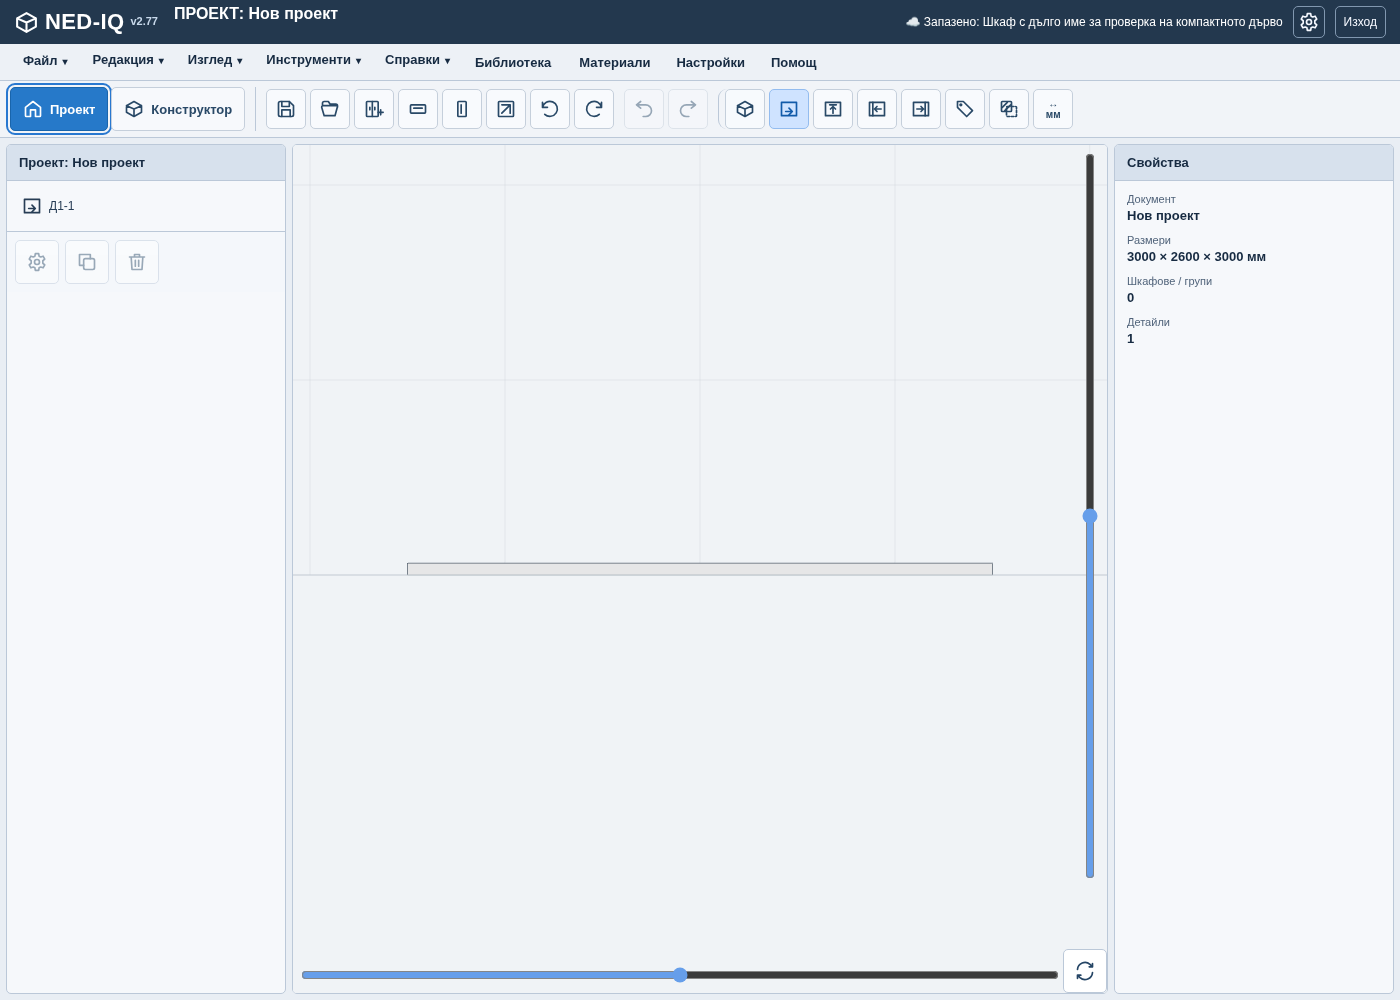 NED-IQ v2.77 ПРОЕКТ: Нов проект
☁️ Запазено: Шкаф с дълго име за проверка на компактното дърво
Изход
Файл ▾ Редакция ▾ Изглед ▾ Инструменти ▾ Справки ▾ Библиотека Материали Настройки Помощ
Проект Конструктор
↔
мм
Проект: Нов проект
Д1-1
Свойства
Документ
Нов проект
Размери
3000 × 2600 × 3000 мм
Шкафове / групи
0
Детайли
1